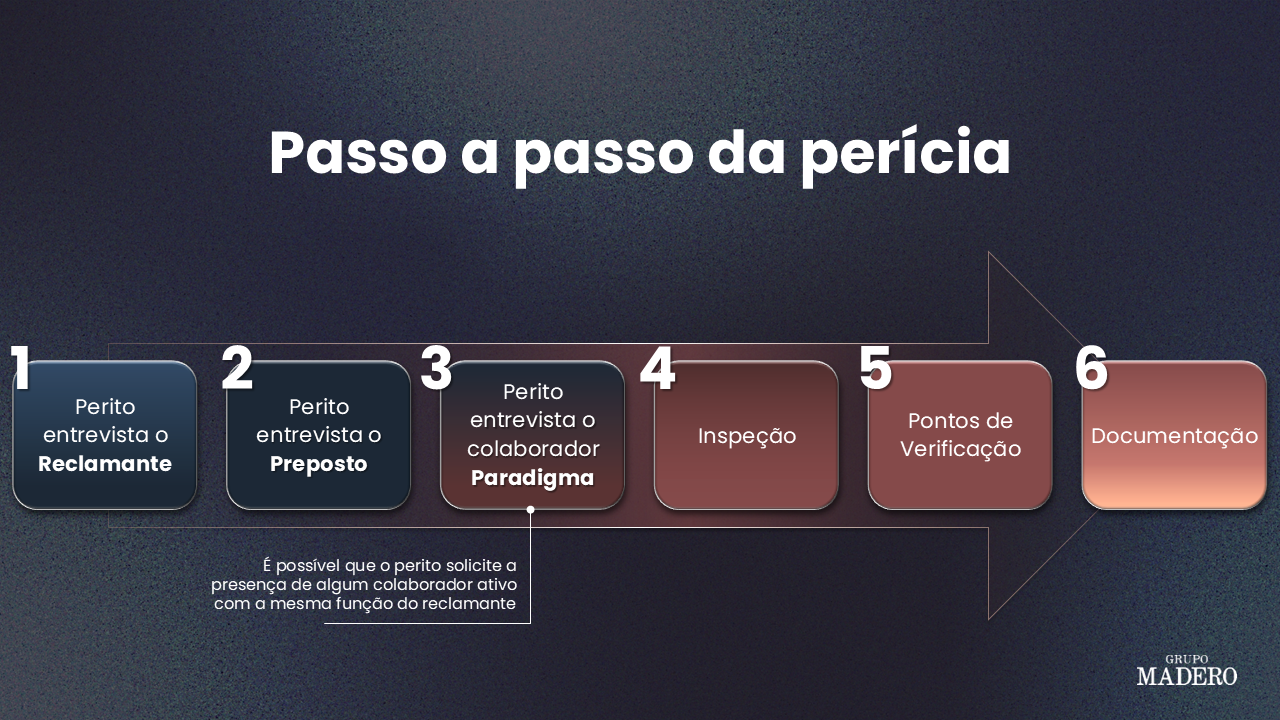 Passo a passo da perícia
1
Perito
entrevista o
Reclamante
2
Perito
entrevista o
Preposto
3
Perito
entrevista o
colaborador
Paradigma
4
Inspeção
5
Pontos de
Verificação
6
Documentação
É possível que o perito solicite a
presença de algum colaborador ativo
com a mesma função do reclamante
GRUPO
MADERO